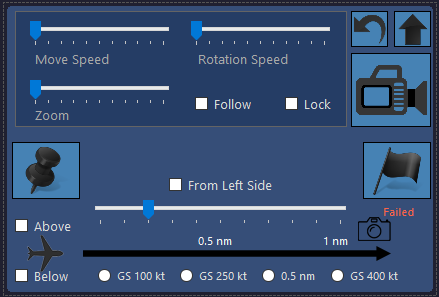 Move Speed
Rotation Speed
Zoom
Follow
Lock
From Left Side
Above
Failed
0.5 nm
1 nm
Below
GS 100 kt
GS 250 kt
0.5 nm
GS 400 kt